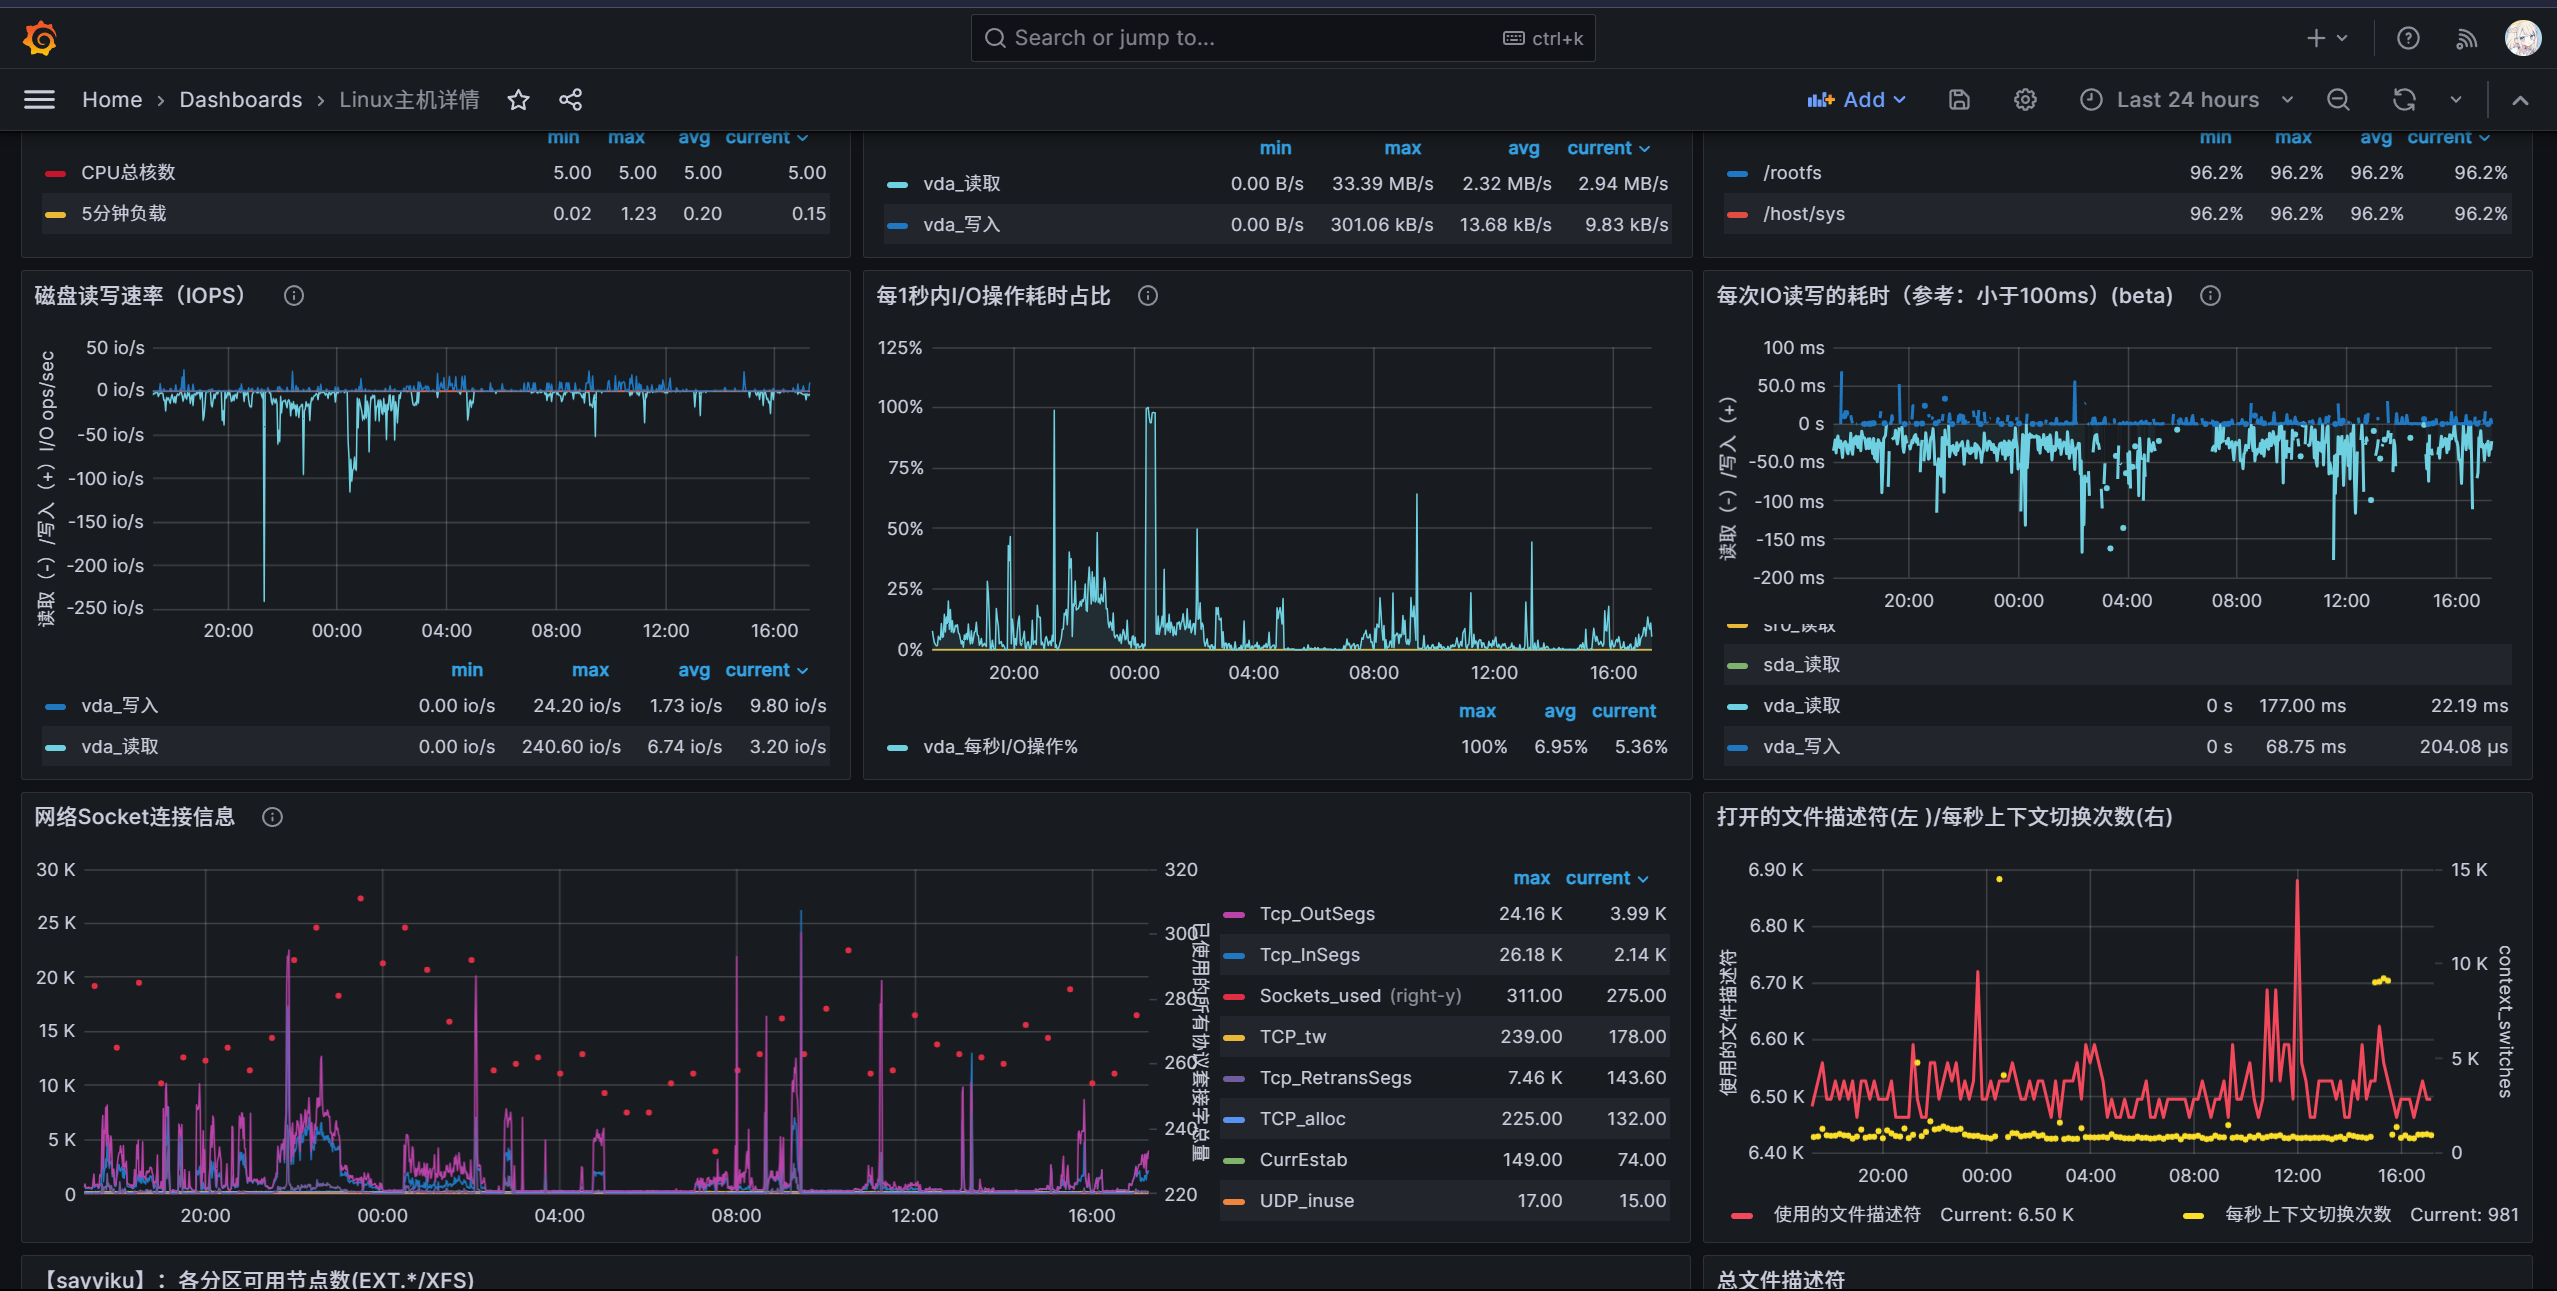 Search or jump to... ctrl+k
Home › Dashboards › Linux主机详情 Add Last 24 hours
min max avg current
CPU总核数 5.00 5.00 5.00 5.00
5分钟负载 0.02 1.23 0.20 0.15
min max avg current
vda_读取 0.00 B/s 33.39 MB/s 2.32 MB/s 2.94 MB/s
vda_写入 0.00 B/s 301.06 kB/s 13.68 kB/s 9.83 kB/s
min max avg current
/rootfs 96.2% 96.2% 96.2% 96.2%
/host/sys 96.2% 96.2% 96.2% 96.2%
磁盘读写速率（IOPS）
读取（-）/写入（+）I/O ops/sec
50 io/s
0 io/s
-50 io/s
-100 io/s
-150 io/s
-200 io/s
-250 io/s
20:00 00:00 04:00 08:00 12:00 16:00
min max avg current
vda_写入 0.00 io/s 24.20 io/s 1.73 io/s 9.80 io/s
vda_读取 0.00 io/s 240.60 io/s 6.74 io/s 3.20 io/s
每1秒内I/O操作耗时占比
125%
100%
75%
50%
25%
0%
20:00 00:00 04:00 08:00 12:00 16:00
max avg current
vda_每秒I/O操作% 100% 6.95% 5.36%
每次IO读写的耗时（参考：小于100ms）(beta)
读取（-）/写入（+）
100 ms
50.0 ms
0 s
-50.0 ms
-100 ms
-150 ms
-200 ms
20:00 00:00 04:00 08:00 12:00 16:00
sr0_读取
sda_读取
vda_读取 0 s 177.00 ms 22.19 ms
vda_写入 0 s 68.75 ms 204.08 µs
网络Socket连接信息
30 K
25 K
20 K
15 K
10 K
5 K
0
20:00 00:00 04:00 08:00 12:00 16:00
320
300
280
260
240
220
已使用的所有协议套接字总量
max current
Tcp_OutSegs 24.16 K 3.99 K
Tcp_InSegs 26.18 K 2.14 K
Sockets_used (right-y) 311.00 275.00
TCP_tw 239.00 178.00
Tcp_RetransSegs 7.46 K 143.60
TCP_alloc 225.00 132.00
CurrEstab 149.00 74.00
UDP_inuse 17.00 15.00
打开的文件描述符(左 )/每秒上下文切换次数(右)
使用的文件描述符
6.90 K
6.80 K
6.70 K
6.60 K
6.50 K
6.40 K
20:00 00:00 04:00 08:00 12:00 16:00
15 K
10 K
5 K
0
context_switches
使用的文件描述符 Current: 6.50 K 每秒上下文切换次数 Current: 981
【sayyiku】：各分区可用节点数(EXT.*/XFS)
总文件描述符